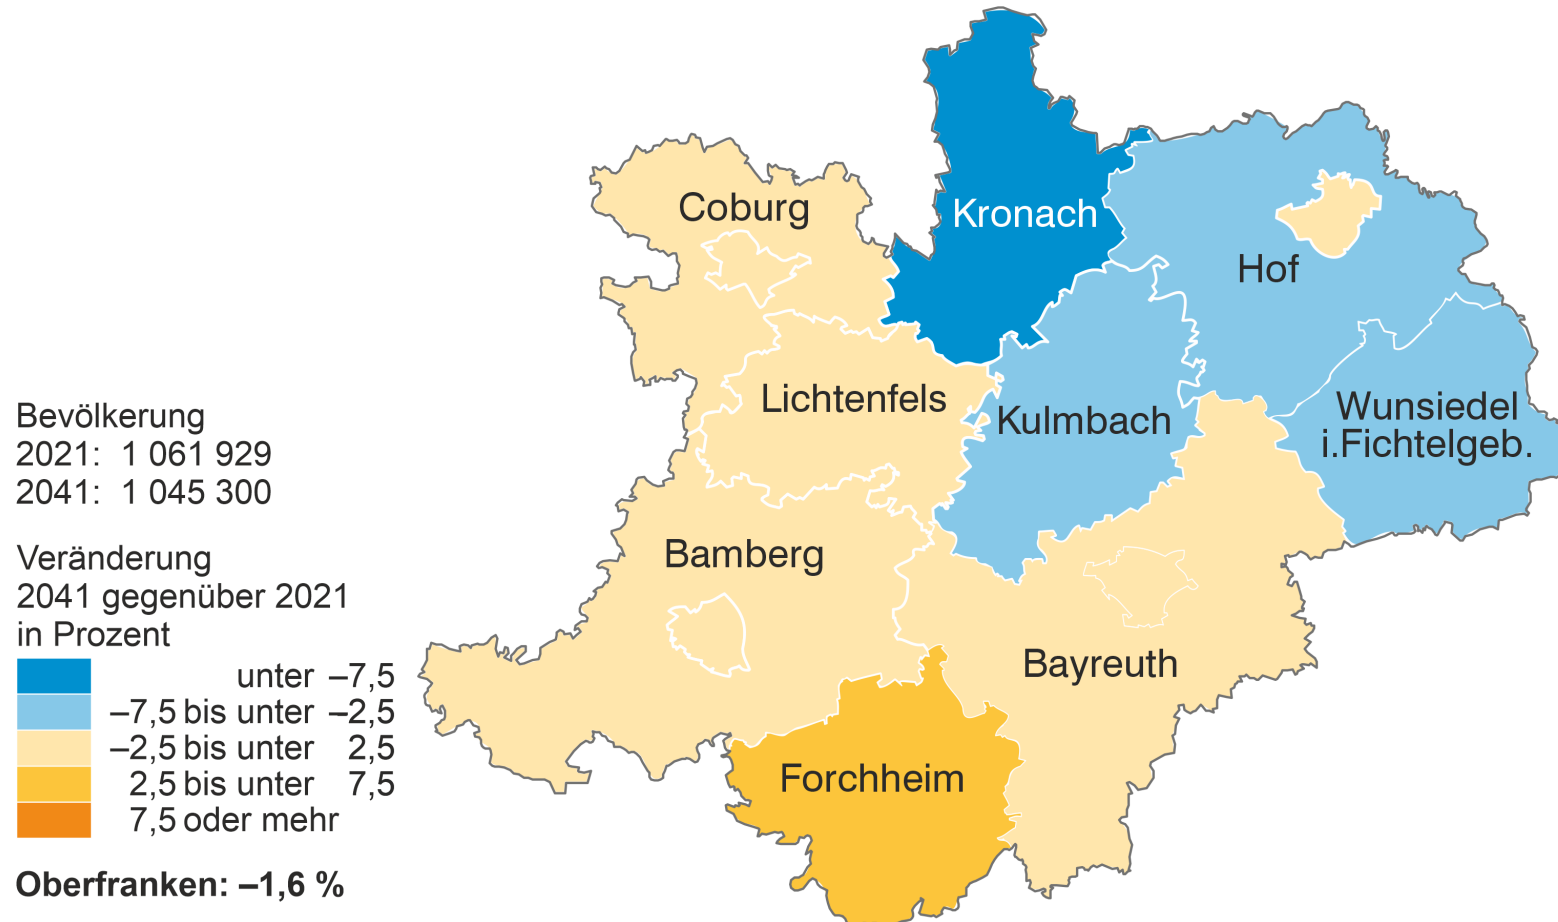 Kronach
Coburg
Hof
Lichtenfels
Kulmbach
Wunsiedel
i.Fichtelgeb.
Bamberg
Bayreuth
Forchheim
Bevölkerung
2021: 1 061 929
2041: 1 045 300
Veränderung
2041 gegenüber 2021
in Prozent
unter –7,5
–7,5 bis unter –2,5
–2,5 bis unter 2,5
2,5 bis unter 7,5
7,5 oder mehr
Oberfranken: –1,6 %